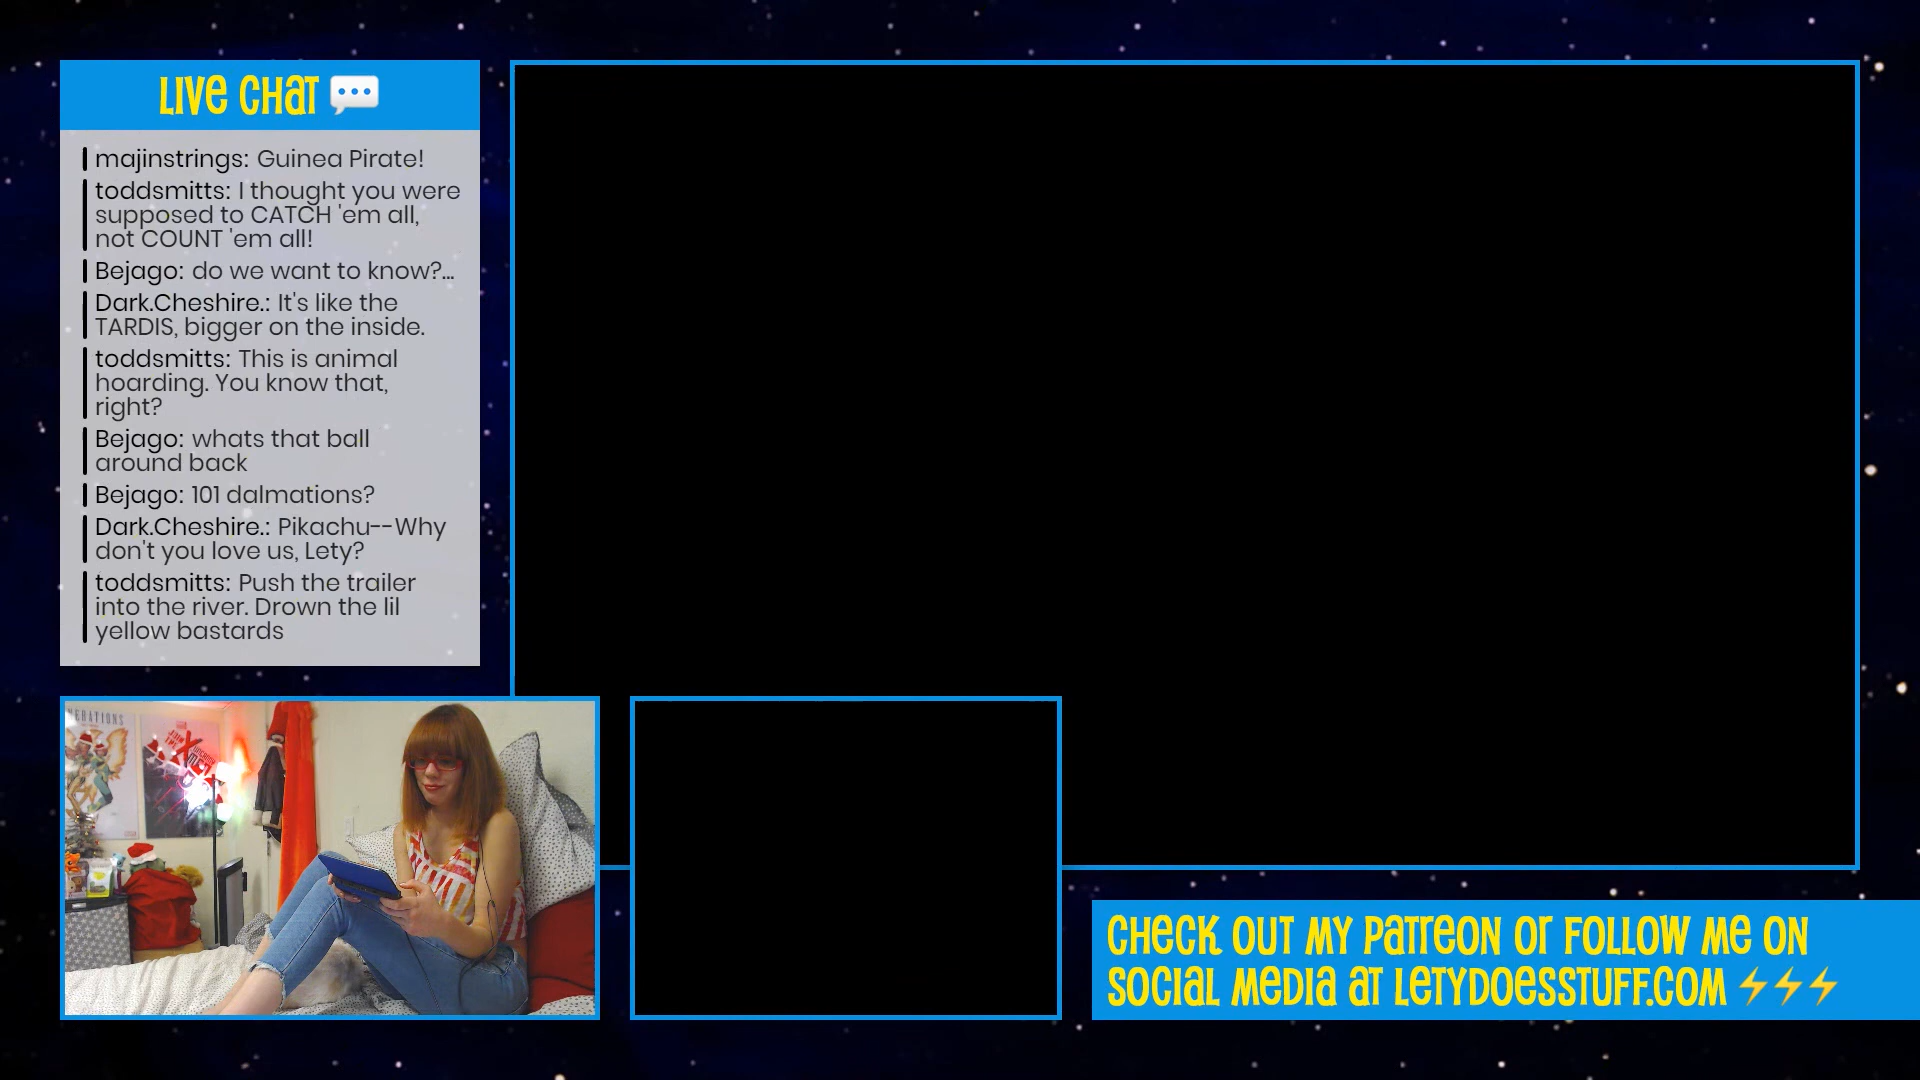 LIVE CHAT
majinstrings: Guinea Pirate!
toddsmitts: I thought you were
supposed to CATCH 'em all,
not COUNT 'em all!
Bejago: do we want to know?...
Dark.Cheshire.: It's like the
TARDIS, bigger on the inside.
toddsmitts: This is animal
hoarding. You know that,
right?
Bejago: whats that ball
around back
Bejago: 101 dalmations?
Dark.Cheshire.: Pikachu--Why
don't you love us, Lety?
toddsmitts: Push the trailer
into the river. Drown the lil
yellow bastards
CHECK OUT MY PATREON OR FOLLOW ME ON
SOCIAL MEDIA AT LETYDOESSTUFF.COM ⚡⚡⚡